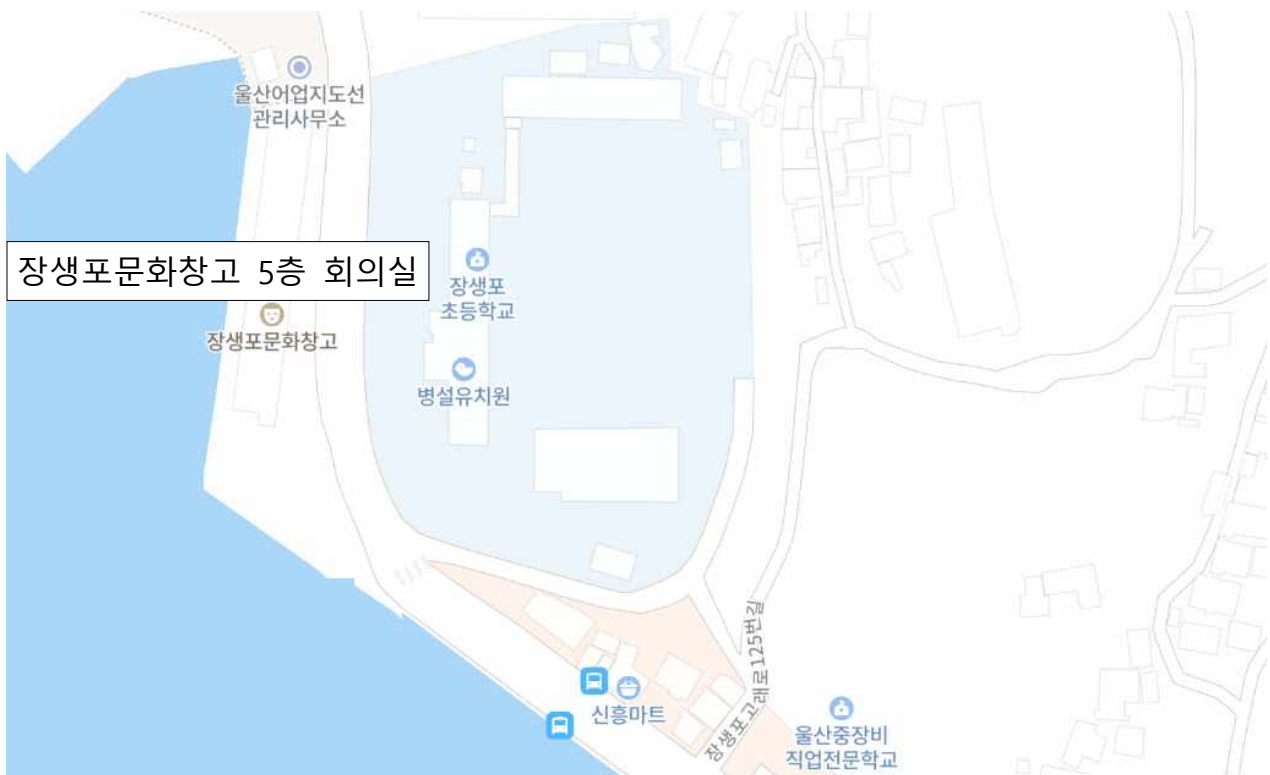 울산어업지도선
관리사무소
장생포문화창고 5층 회의실
장생포
초등학교
장생포문화창고
병설유치원
장생포고래로125번길
신흥마트
울산중장비
직업전문학교